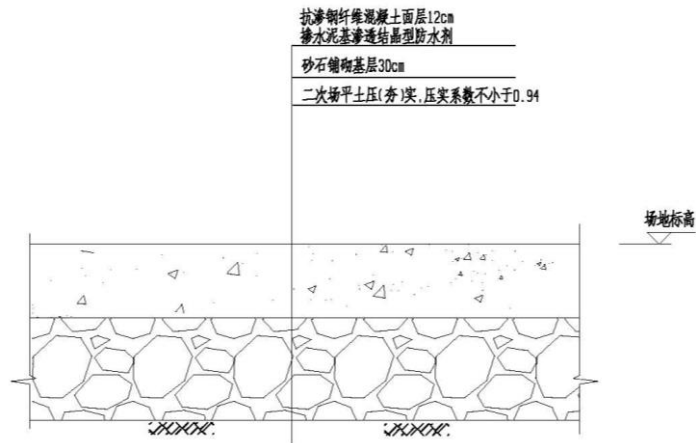 抗渗钢纤维混凝土面层12cm
掺水泥基渗透结晶型防水剂
砂石铺砌基层30cm
二次场平土压(夯)实,压实系数不小于0.94
场地标高